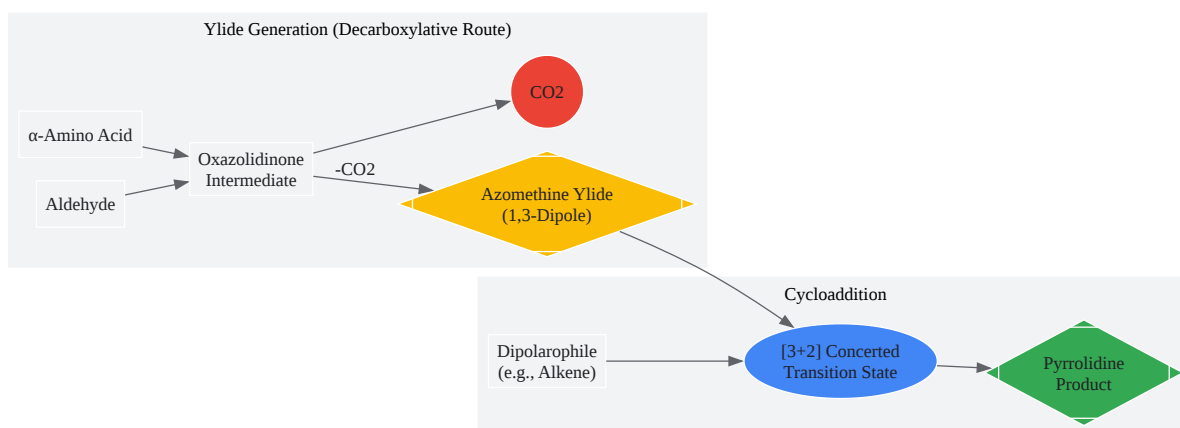 Ylide Generation (Decarboxylative Route)
CO2
α-Amino Acid
Oxazolidinone
Intermediate
-CO2
Aldehyde
Azomethine Ylide
(1,3-Dipole)
Cycloaddition
Dipolarophile
(e.g., Alkene)
[3+2] Concerted
Transition State
Pyrrolidine
Product